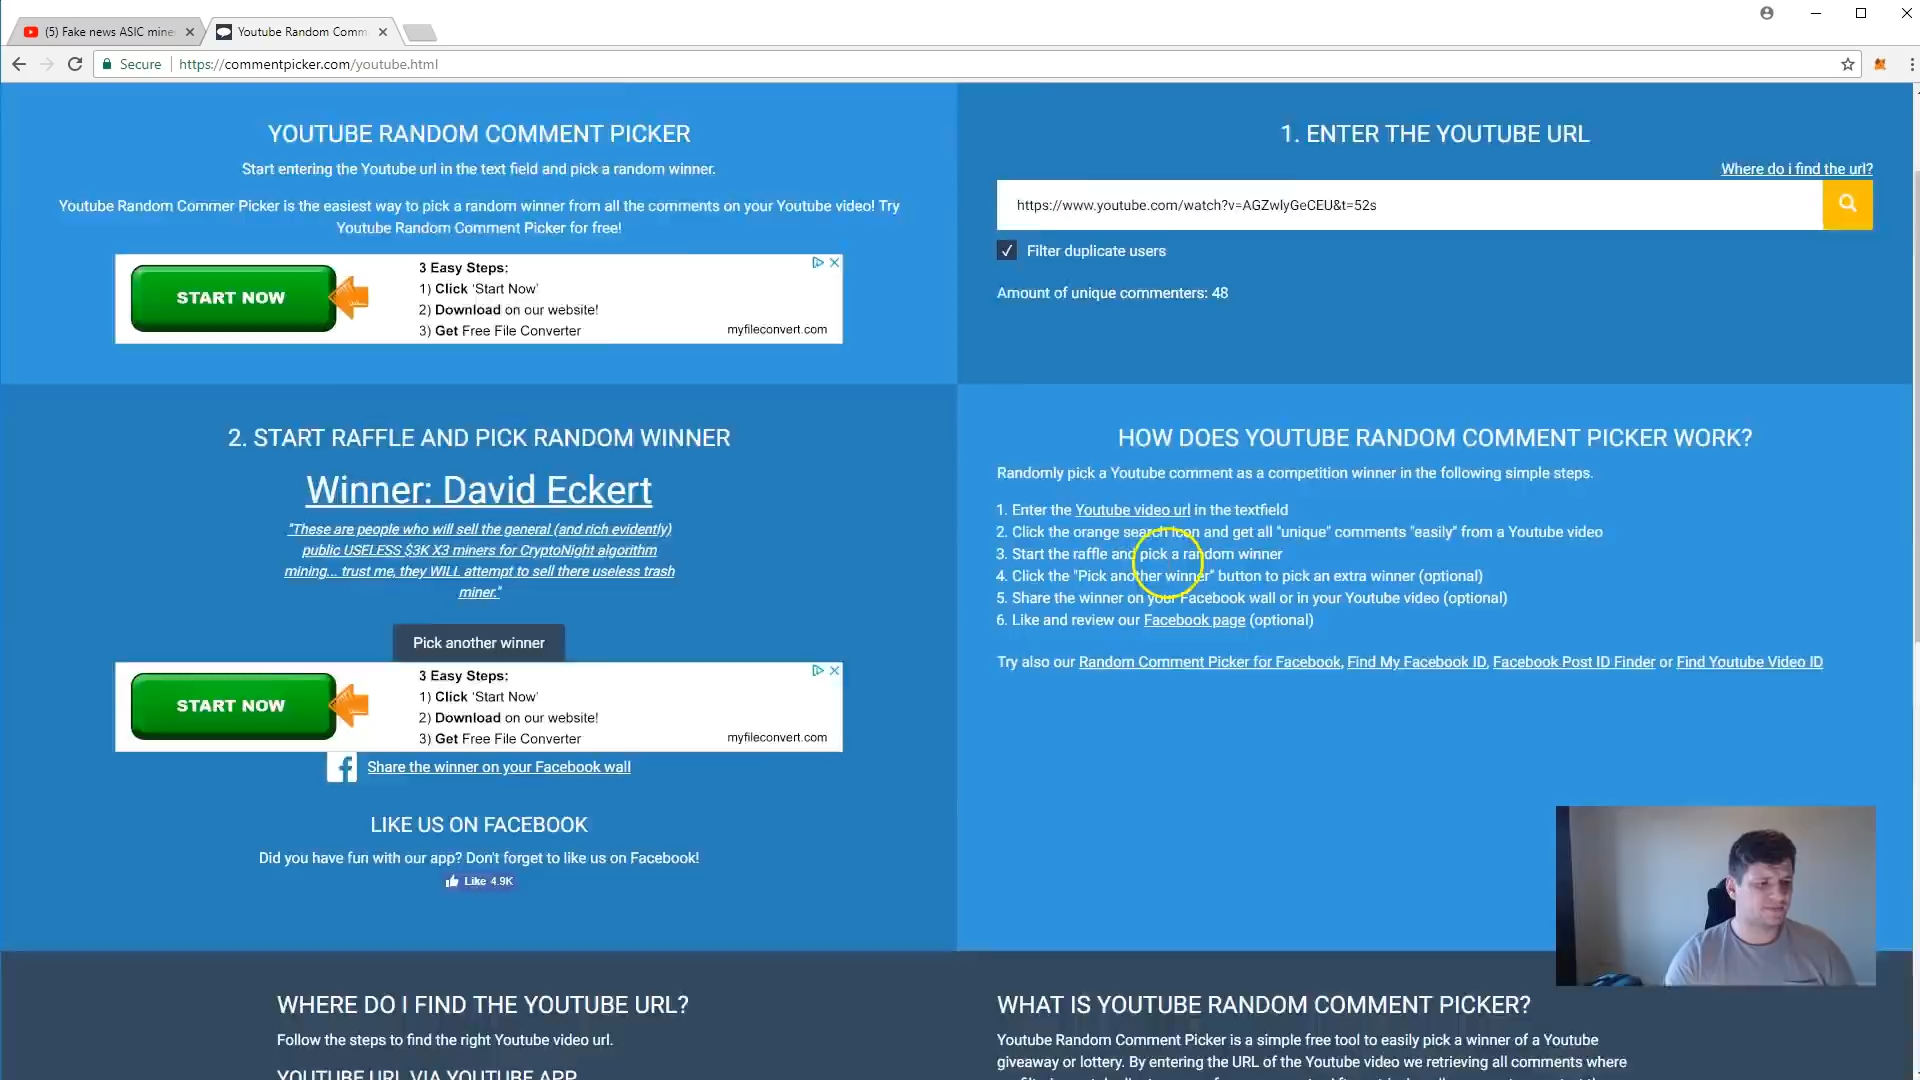 (5) Fake news ASIC mine
Youtube Random Comm
Secure
https://commentpicker.com/youtube.html
YOUTUBE RANDOM COMMENT PICKER
Start entering the Youtube url in the text field and pick a random winner.
Youtube Random Commer Picker is the easiest way to pick a random winner from all the comments on your Youtube video! Try
Youtube Random Comment Picker for free!
START NOW
3 Easy Steps:
1) Click 'Start Now'
2) Download on our website!
3) Get Free File Converter
myfileconvert.com
1. ENTER THE YOUTUBE URL
Where do i find the url?
https://www.youtube.com/watch?v=AGZwlyGeCEU&t=52s
Filter duplicate users
Amount of unique commenters: 48
2. START RAFFLE AND PICK RANDOM WINNER
Winner: David Eckert
"These are people who will sell the general (and rich evidently)
public USELESS $3K X3 miners for CryptoNight algorithm
mining... trust me, they WILL attempt to sell there useless trash
miner."
Pick another winner
START NOW
3 Easy Steps:
1) Click 'Start Now'
2) Download on our website!
3) Get Free File Converter
myfileconvert.com
Share the winner on your Facebook wall
LIKE US ON FACEBOOK
Did you have fun with our app? Don't forget to like us on Facebook!
Like 4.9K
HOW DOES YOUTUBE RANDOM COMMENT PICKER WORK?
Randomly pick a Youtube comment as a competition winner in the following simple steps.
1. Enter the Youtube video url in the textfield
2. Click the orange search icon and get all "unique" comments "easily" from a Youtube video
3. Start the raffle and pick a random winner
4. Click the "Pick another winner" button to pick an extra winner (optional)
5. Share the winner on your Facebook wall or in your Youtube video (optional)
6. Like and review our Facebook page (optional)
Try also our Random Comment Picker for Facebook, Find My Facebook ID, Facebook Post ID Finder or Find Youtube Video ID
WHERE DO I FIND THE YOUTUBE URL?
Follow the steps to find the right Youtube video url.
YOUTUBE URL VIA YOUTUBE APP
WHAT IS YOUTUBE RANDOM COMMENT PICKER?
Youtube Random Comment Picker is a simple free tool to easily pick a winner of a Youtube
giveaway or lottery. By entering the URL of the Youtube video we retrieving all comments where